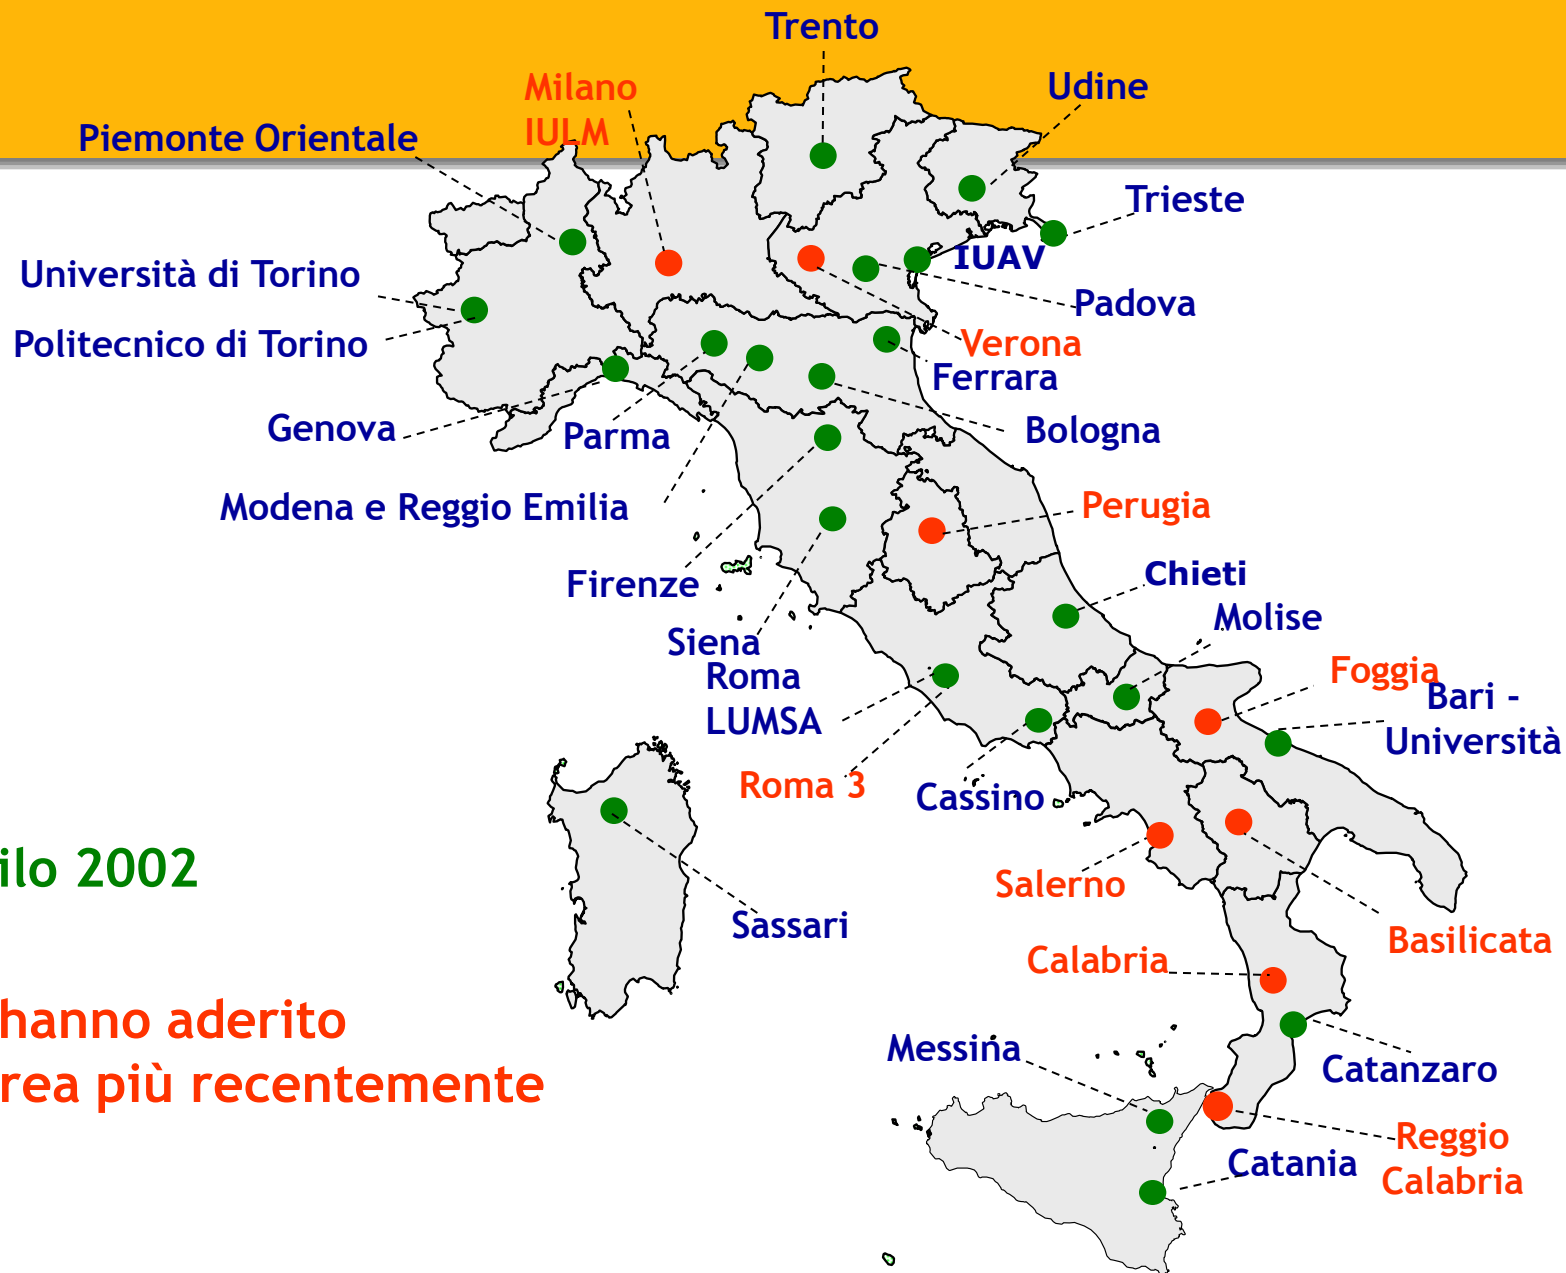 Trento
Milano
IULM
Udine
Piemonte Orientale
Trieste
IUAV
Università di Torino
Padova
Politecnico di Torino
Verona
Ferrara
Genova
Parma
Bologna
Modena e Reggio Emilia
Perugia
Firenze
Chieti
Molise
Siena
Roma
LUMSA
Foggia
Bari -
Università
Roma 3
Cassino
ilo 2002
Salerno
Sassari
Basilicata
Calabria
hanno aderito
rea più recentemente
Messina
Catanzaro
Reggio
Calabria
Catania